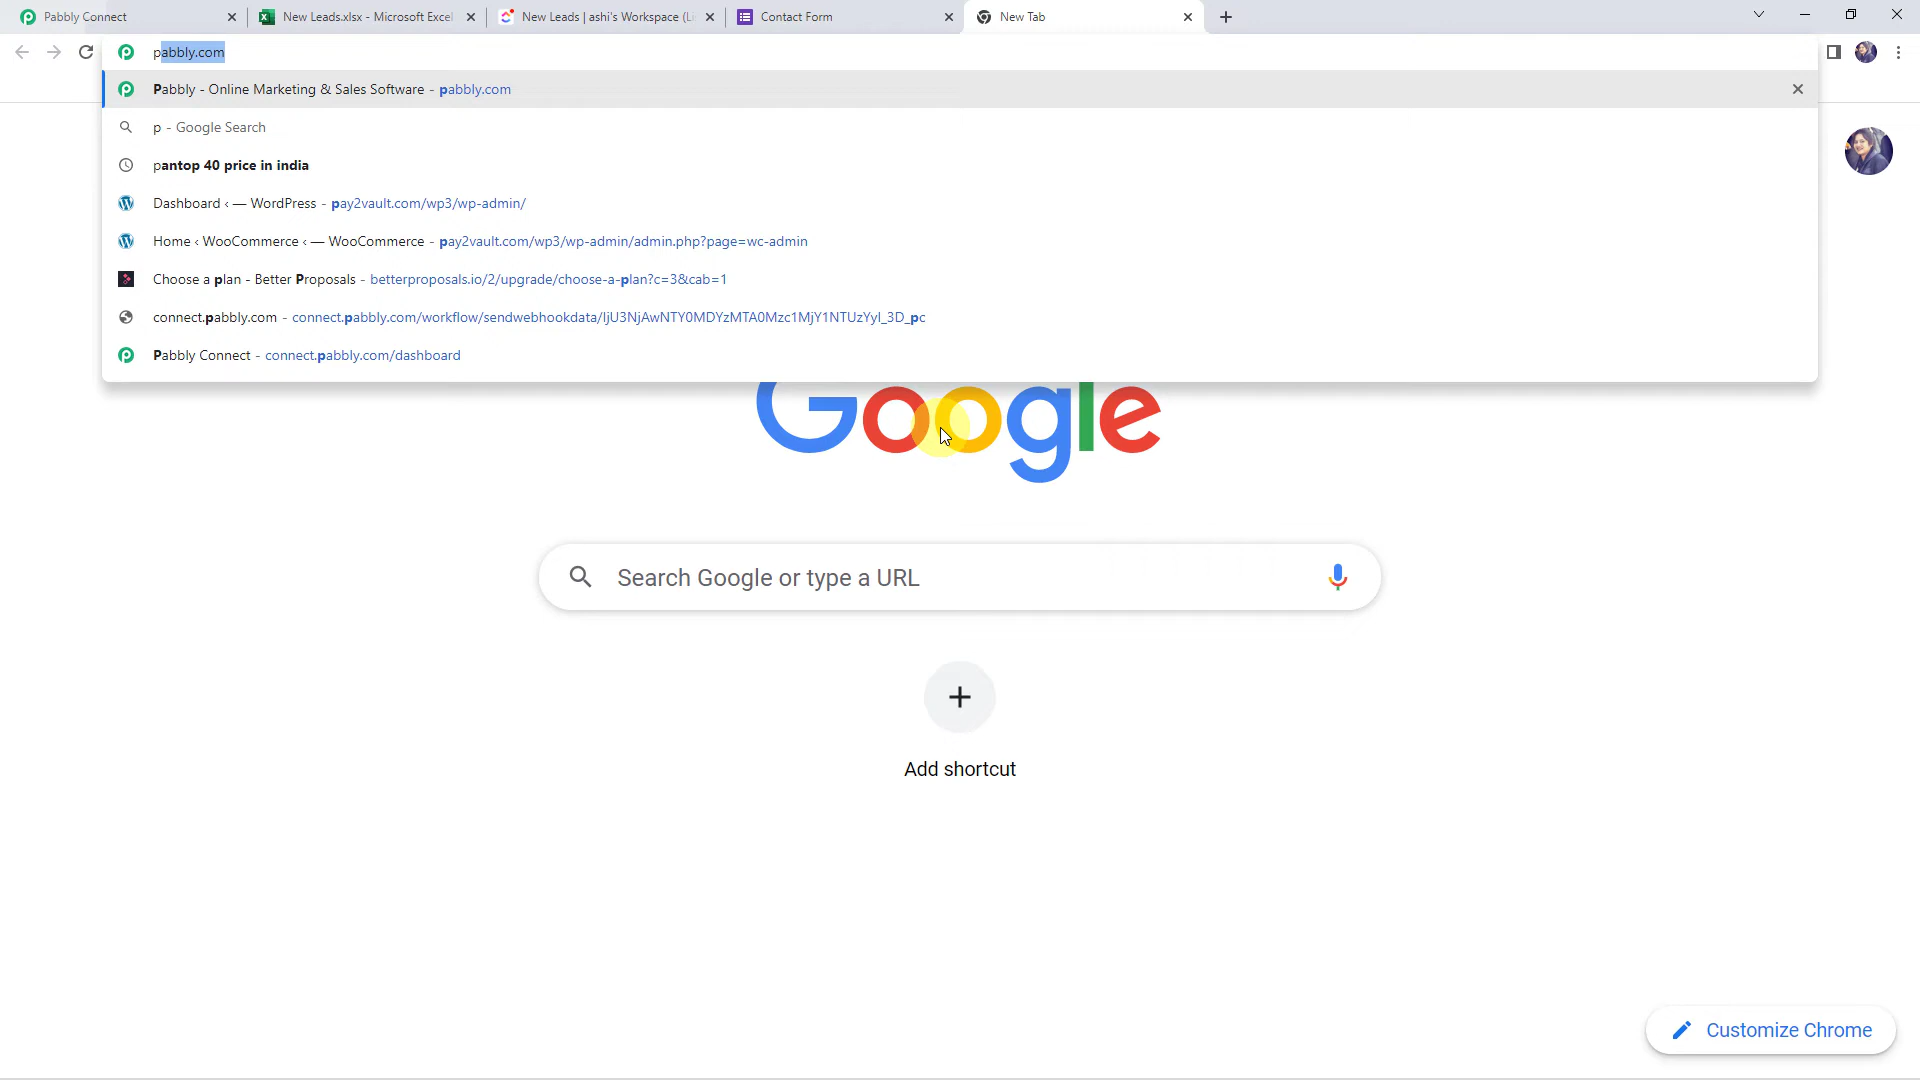 Pabbly Connect
New Leads.xlsx - Microsoft Excel
New Leads | ashi's Workspace (Li
Contact Form
New Tab
pabbly.com
Pabbly - Online Marketing & Sales Software - pabbly.com
p - Google Search
pantop 40 price in india
Dashboard ‹ — WordPress - pay2vault.com/wp3/wp-admin/
Home ‹ WooCommerce ‹ — WooCommerce - pay2vault.com/wp3/wp-admin/admin.php?page=wc-admin
Choose a plan - Better Proposals - betterproposals.io/2/upgrade/choose-a-plan?c=3&cab=1
connect.pabbly.com - connect.pabbly.com/workflow/sendwebhookdata/IjU3NjAwNTY0MDYzMTA0Mzc1MjY1NTUzYyI_3D_pc
Pabbly Connect - connect.pabbly.com/dashboard
Google
Search Google or type a URL
Add shortcut
Customize Chrome